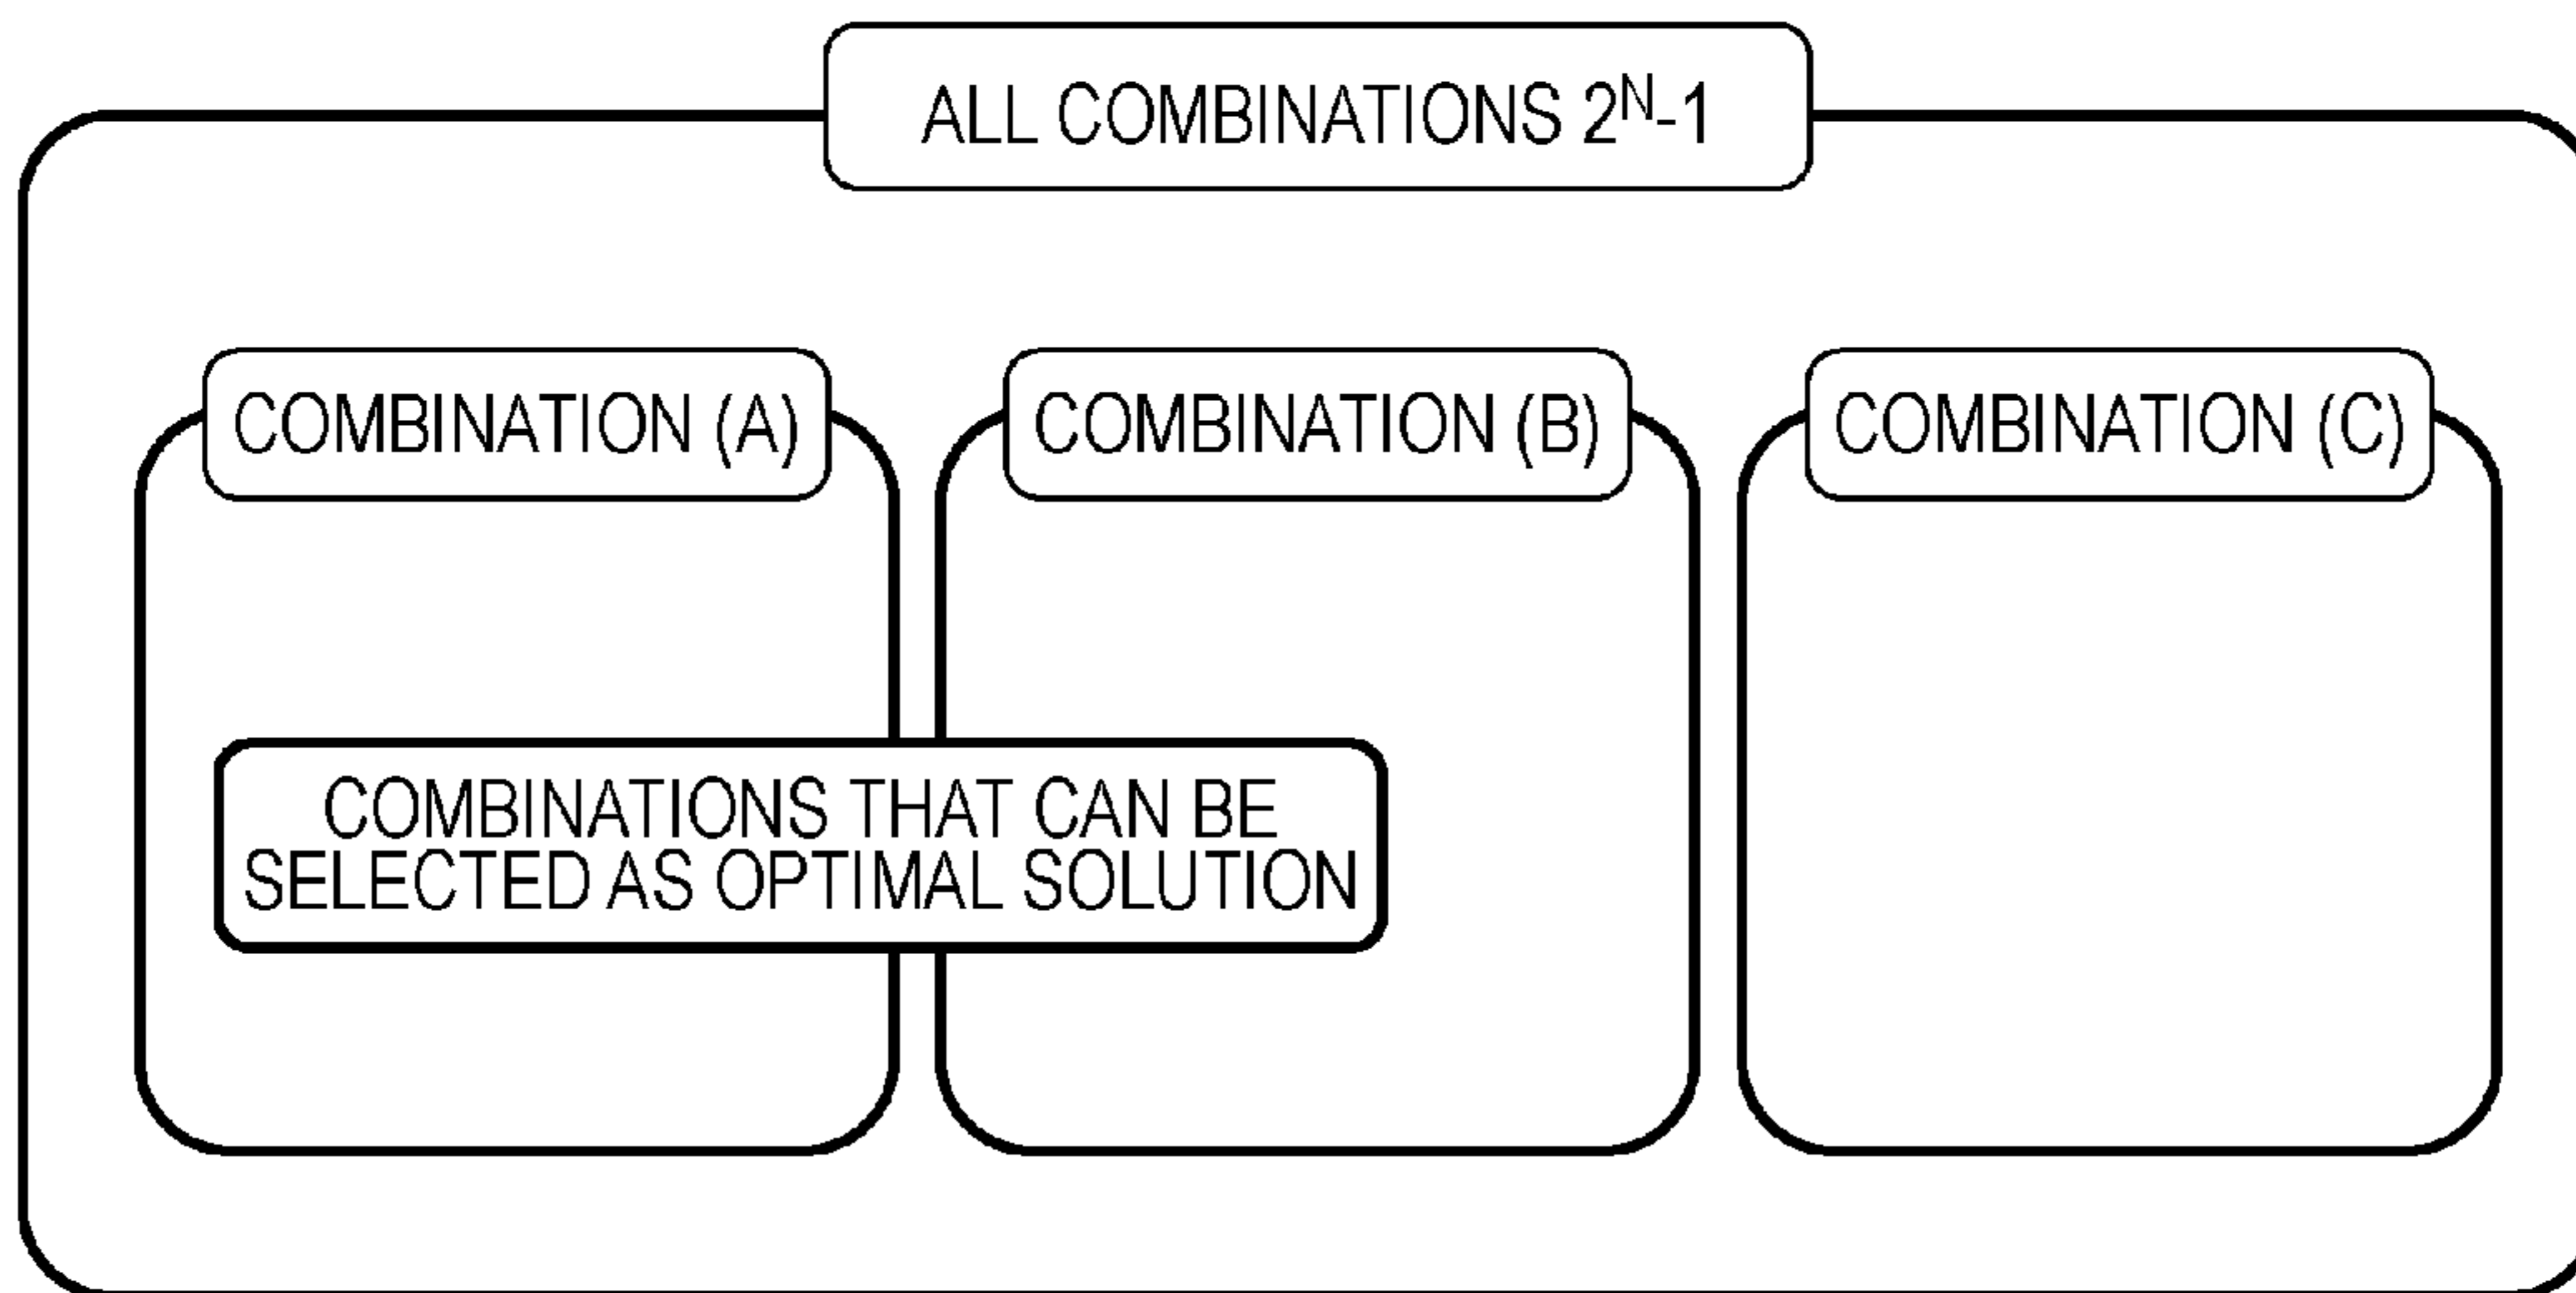 ALL COMBINATIONS 2ᴺ-1
COMBINATION (A)
COMBINATION (B)
COMBINATION (C)
COMBINATIONS THAT CAN BE
SELECTED AS OPTIMAL SOLUTION